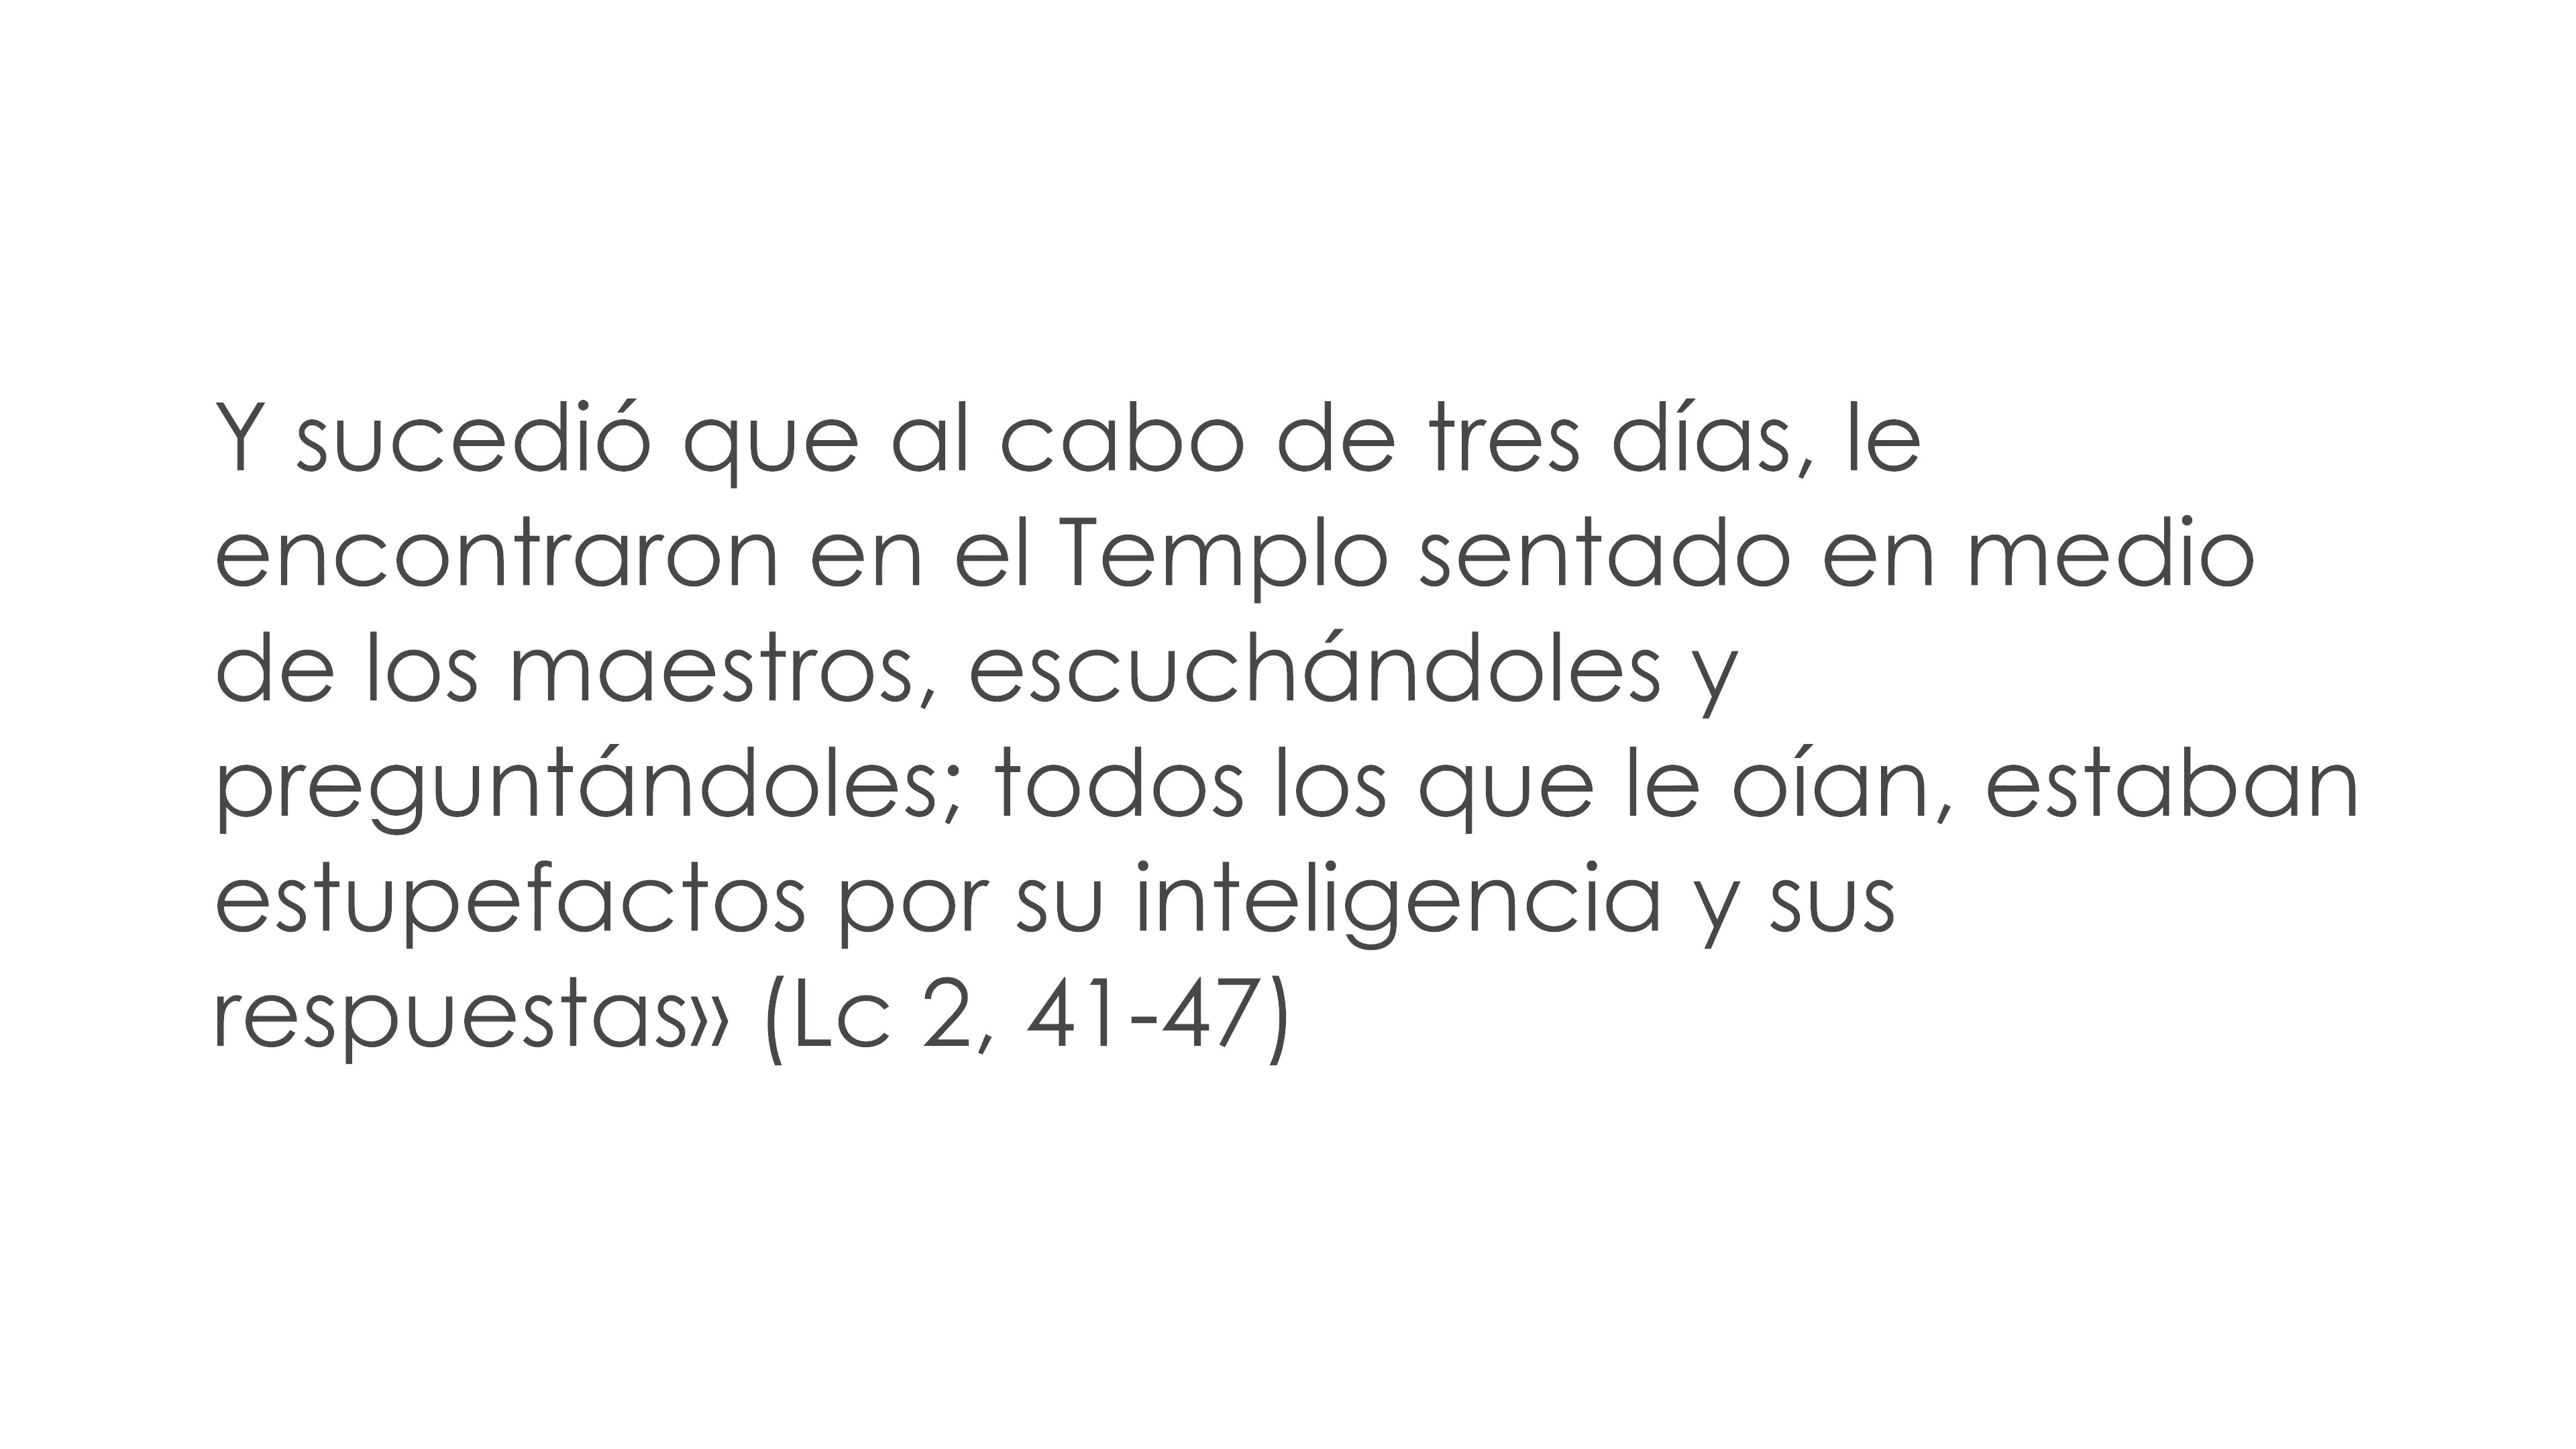 Y sucedió que al cabo de tres días, le
encontraron en el Templo sentado en medio
de los maestros, escuchándoles y
preguntándoles; todos los que le oían, estaban
estupefactos por su inteligencia y sus
respuestas» (Lc 2, 41-47)